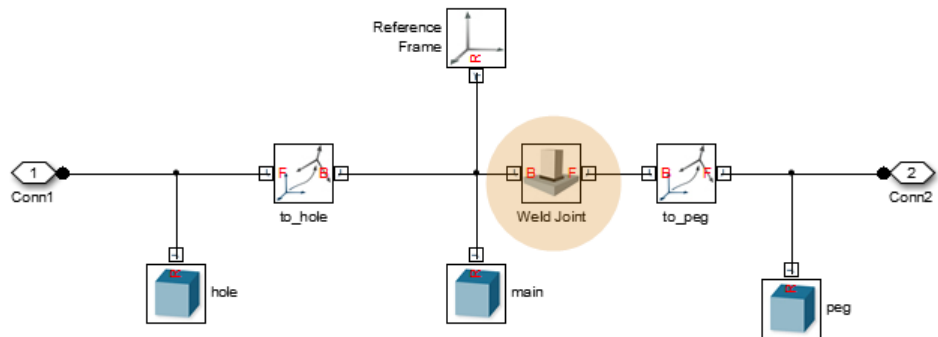 Reference
Frame
R
1
F
B
B
F
B
F
2
Conn1
to_hole
Weld Joint
to_peg
Conn2
R
hole
R
main
R
peg